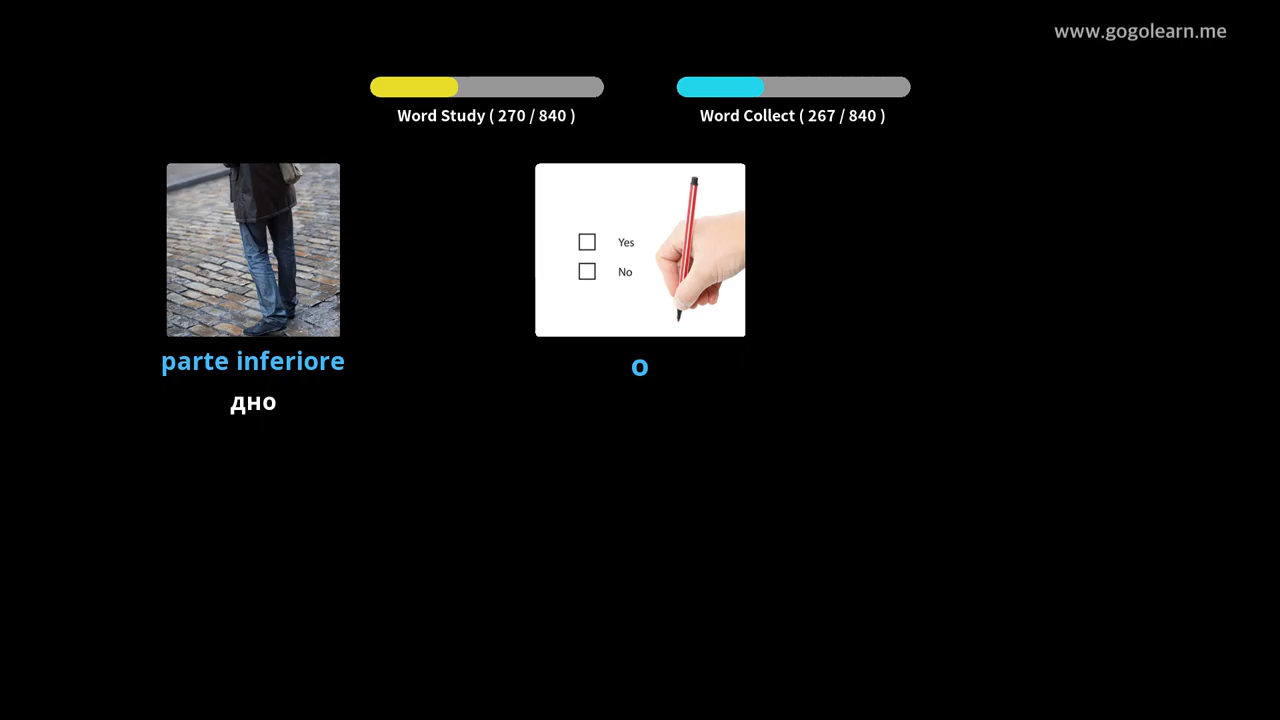 www.gogolearn.me
Word Study ( 270 / 840 )
Word Collect ( 267 / 840 )
Yes
No
parte inferiore
o
дно